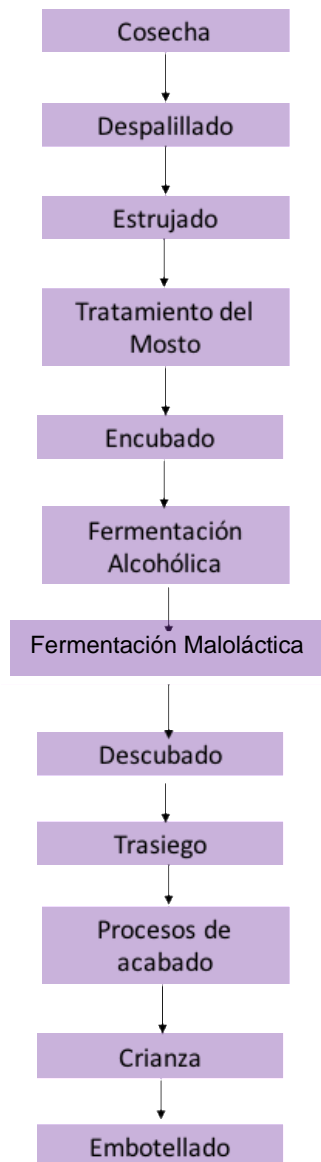 Cosecha
Despalillado
Estrujado
Tratamiento del
Mosto
Encubado
Fermentación
Alcohólica
Fermentación Maloláctica
Descubado
Trasiego
Procesos de
acabado
Crianza
Embotellado